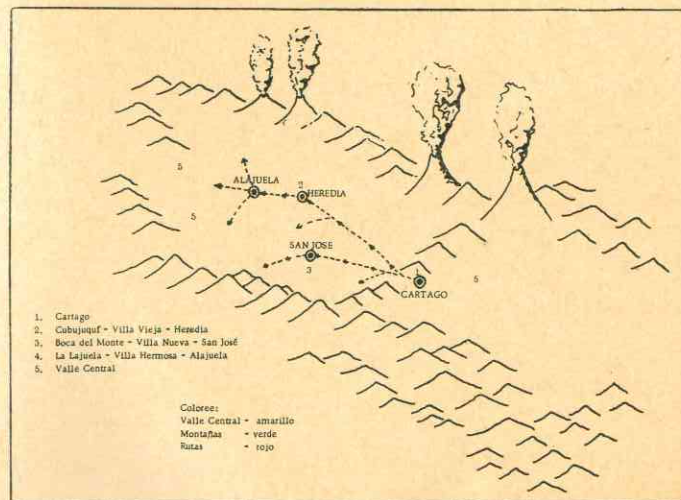 5
ALAJUELA
2
HEREDIA
5
SAN JOSE
3
1
5
CARTAGO
1. Cartago
2. Cubujuquí - Villa Vieja - Heredia
3. Boca del Monte - Villa Nueva - San José
4. La Lajuela - Villa Hermosa - Alajuela
5. Valle Central
Coloree:
Valle Central - amarillo
Montañas - verde
Rutas - rojo